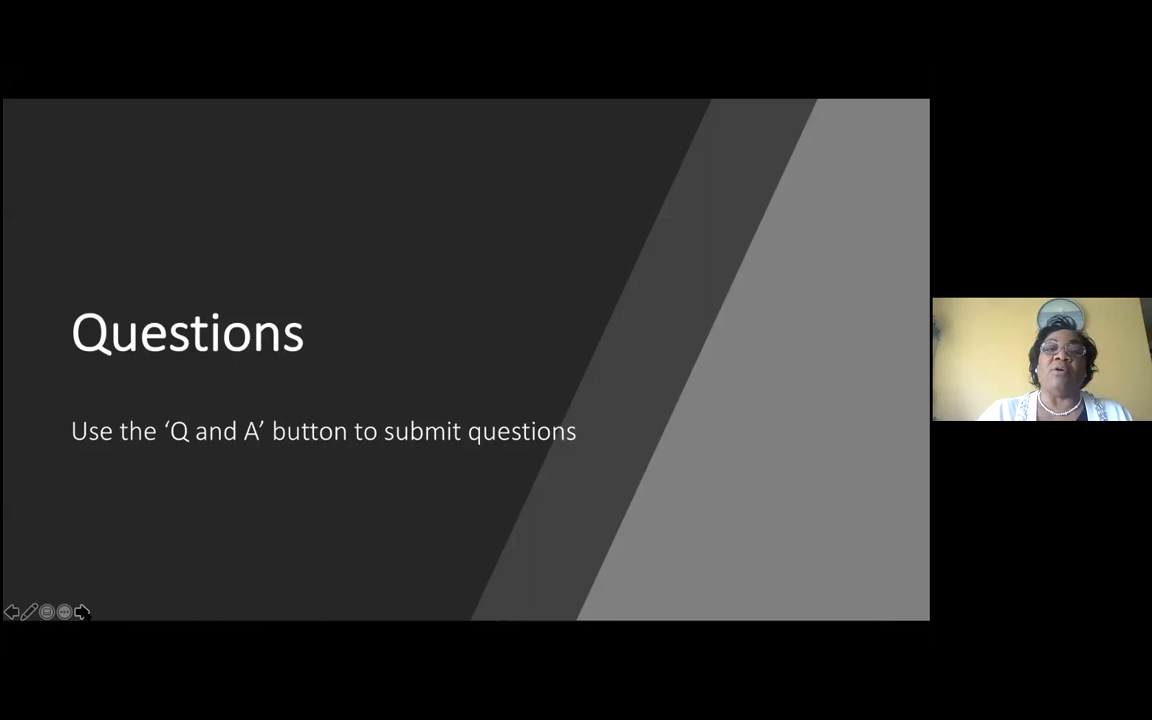 Questions
Use the ‘Q and A’ button to submit questions